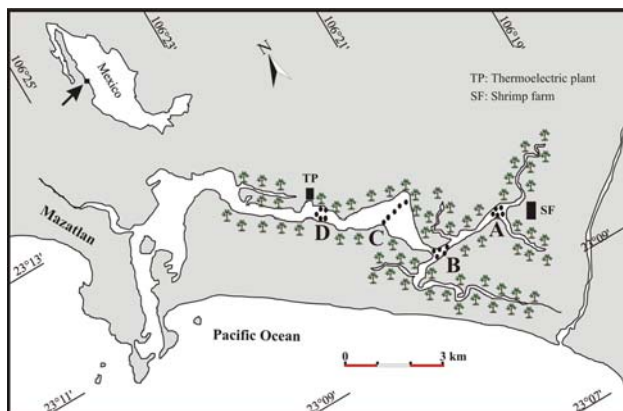 106°23'
106°21'
106°19'
106°25'
Mexico
N
TP: Thermoelectric plant
SF: Shrimp farm
TP
SF
D
C
A
B
Mazatlan
23°09'
23°13'
Pacific Ocean
0 3 km
23°11'
23°09'
23°07'